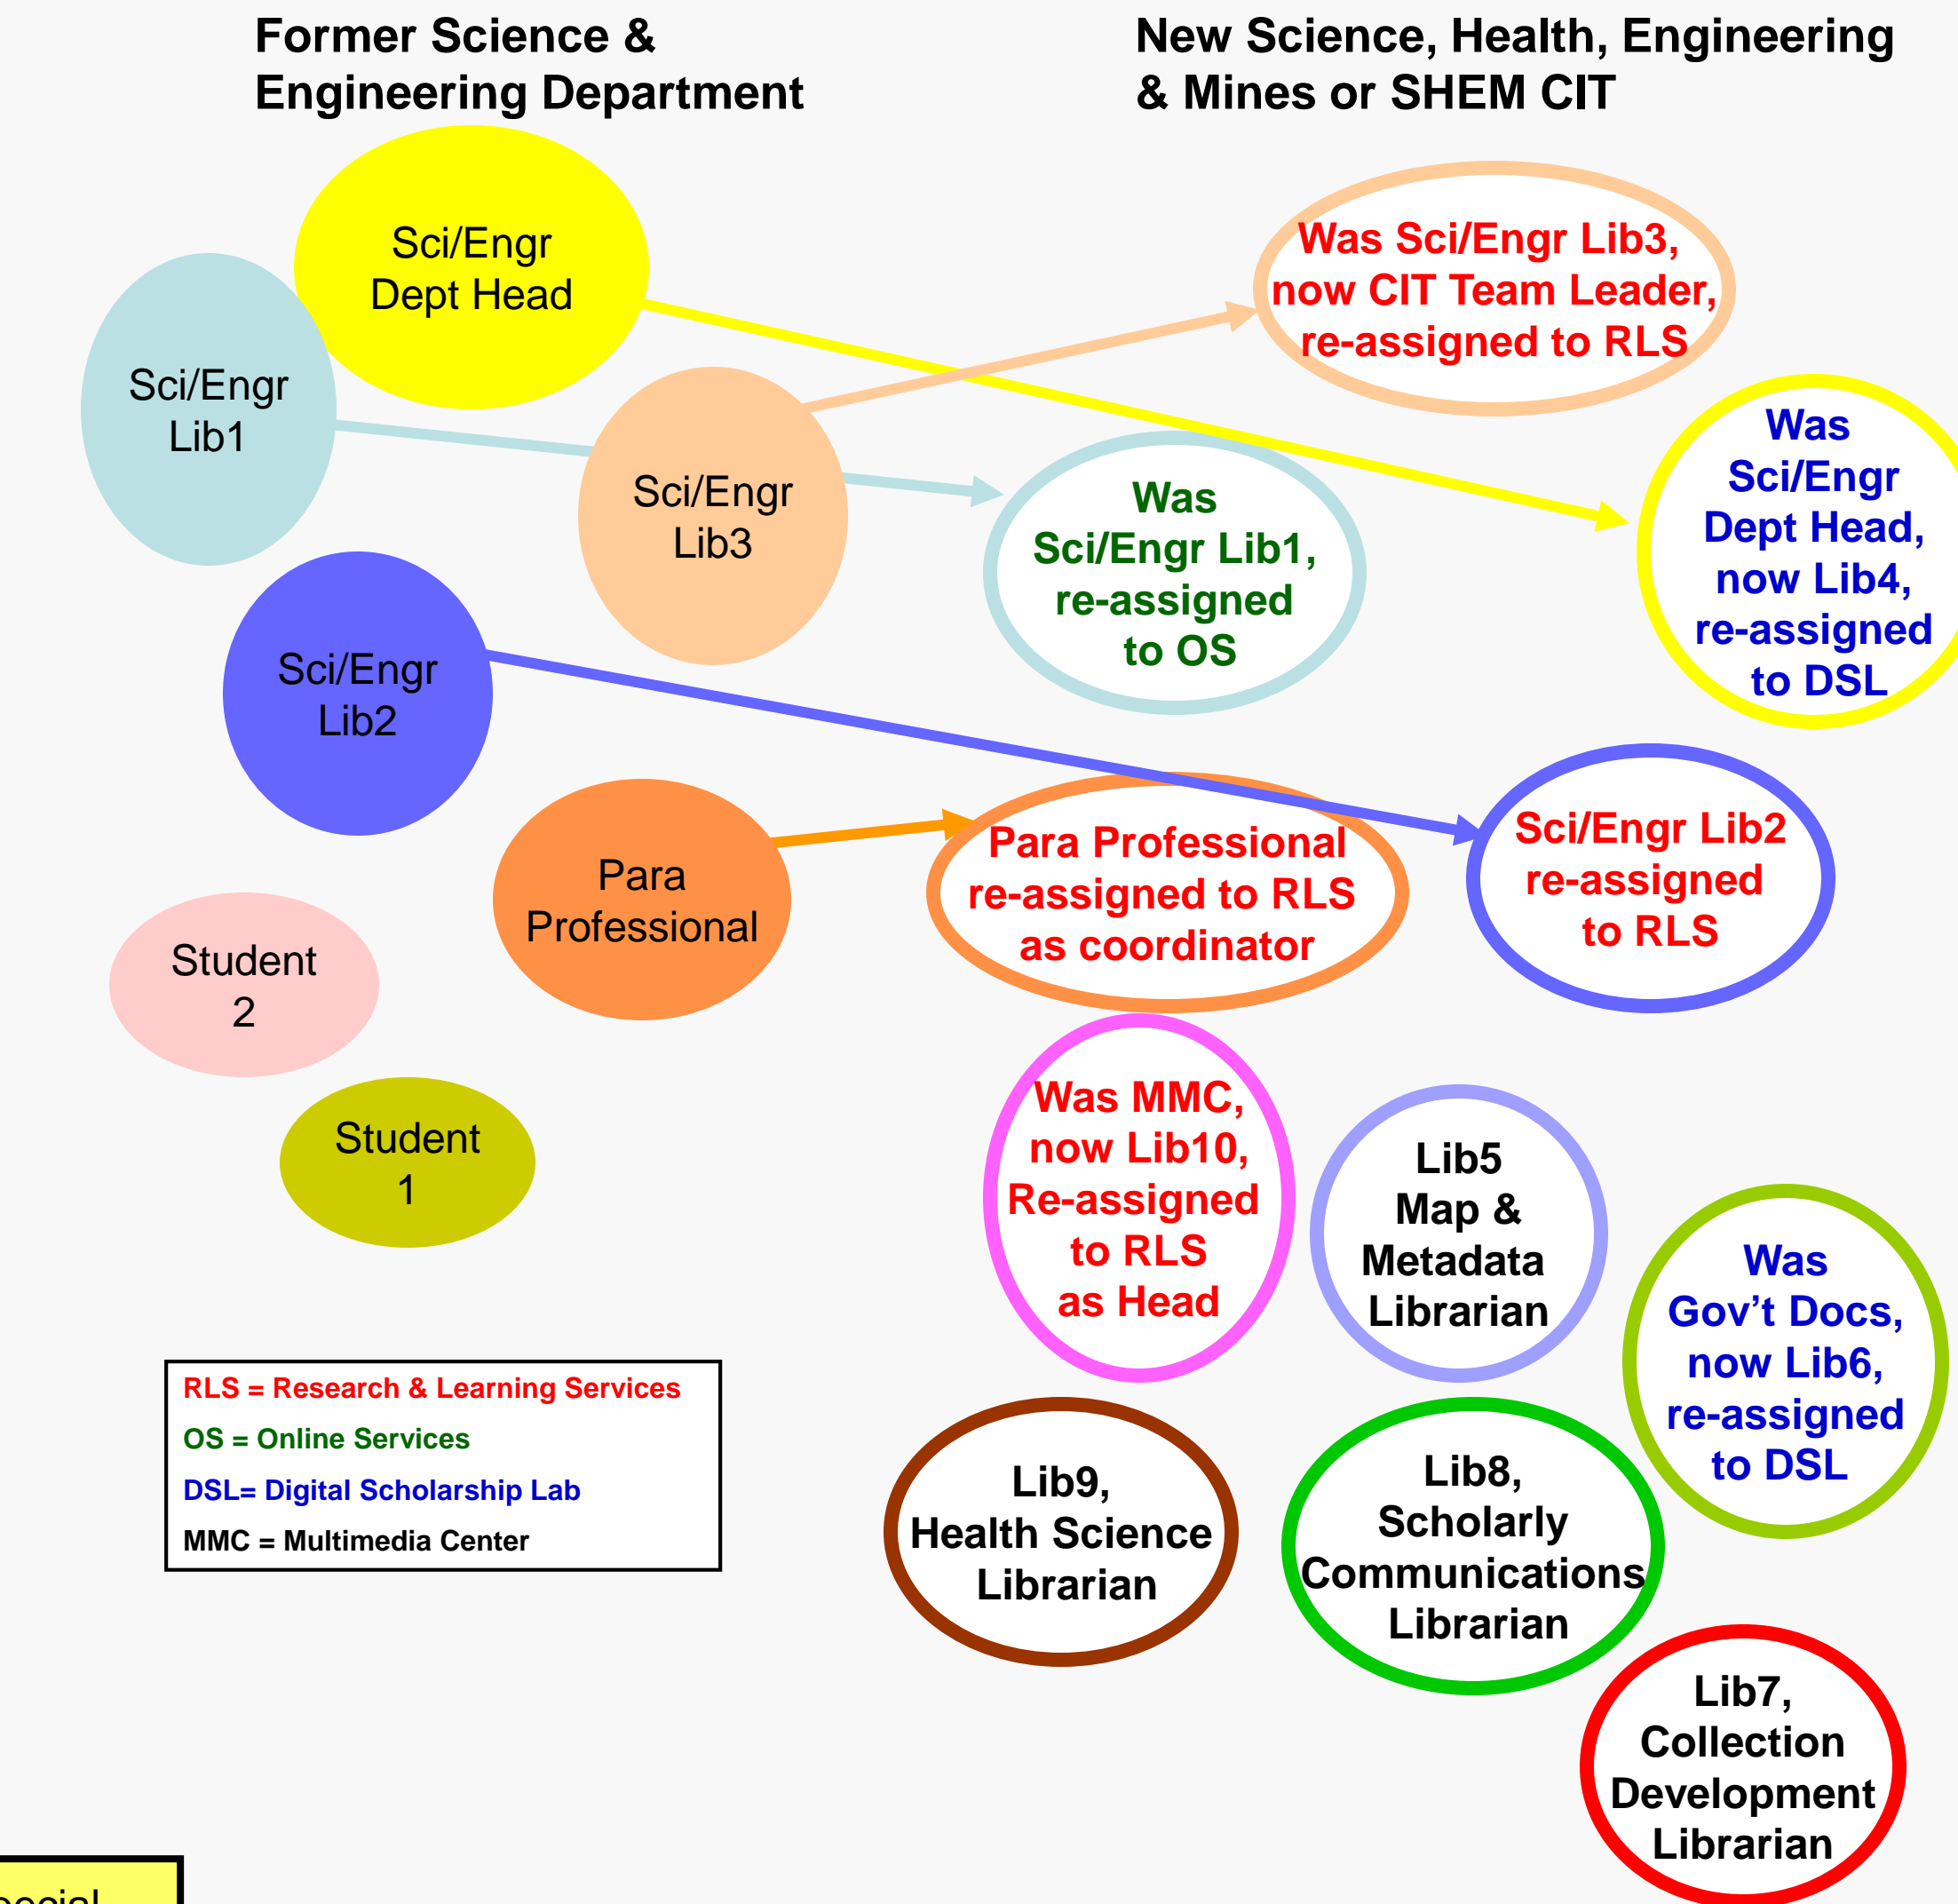 Former Science &
Engineering Department
New Science, Health, Engineering
& Mines or SHEM CIT
Sci/Engr
Dept Head
Sci/Engr
Lib1
Sci/Engr
Lib3
Sci/Engr
Lib2
Para
Professional
Student
2
Student
1
Was Sci/Engr Lib3,
now CIT Team Leader,
re-assigned to RLS
Was
Sci/Engr Lib1,
re-assigned
to OS
Was
Sci/Engr
Dept Head,
now Lib4,
re-assigned
to DSL
Para Professional
re-assigned to RLS
as coordinator
Sci/Engr Lib2
re-assigned
to RLS
Was MMC,
now Lib10,
Re-assigned
to RLS
as Head
Lib5
Map &
Metadata
Librarian
Was
Gov’t Docs,
now Lib6,
re-assigned
to DSL
RLS = Research & Learning Services
OS = Online Services
DSL= Digital Scholarship Lab
MMC = Multimedia Center
Lib9,
Health Science
Librarian
Lib8,
Scholarly
Communications
Librarian
Lib7,
Collection
Development
Librarian